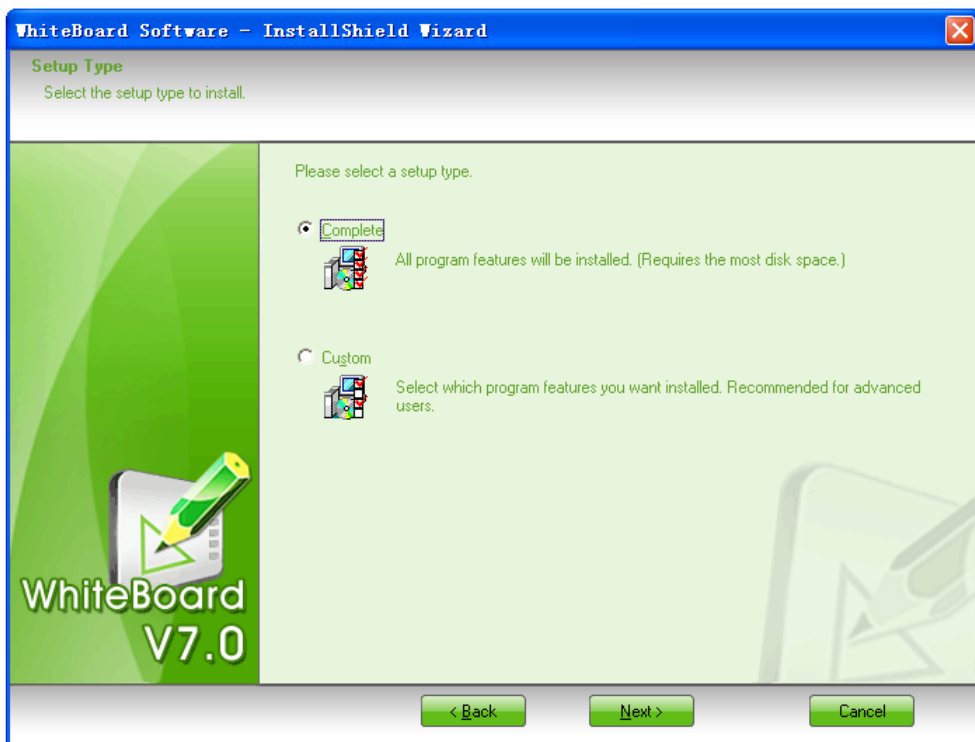 WhiteBoard Software - InstallShield Wizard
Setup Type
Select the setup type to install.
Please select a setup type.
Complete
All program features will be installed. (Requires the most disk space.)
Custom
Select which program features you want installed. Recommended for advanced
users.
WhiteBoard
V7.0
< Back
Next >
Cancel